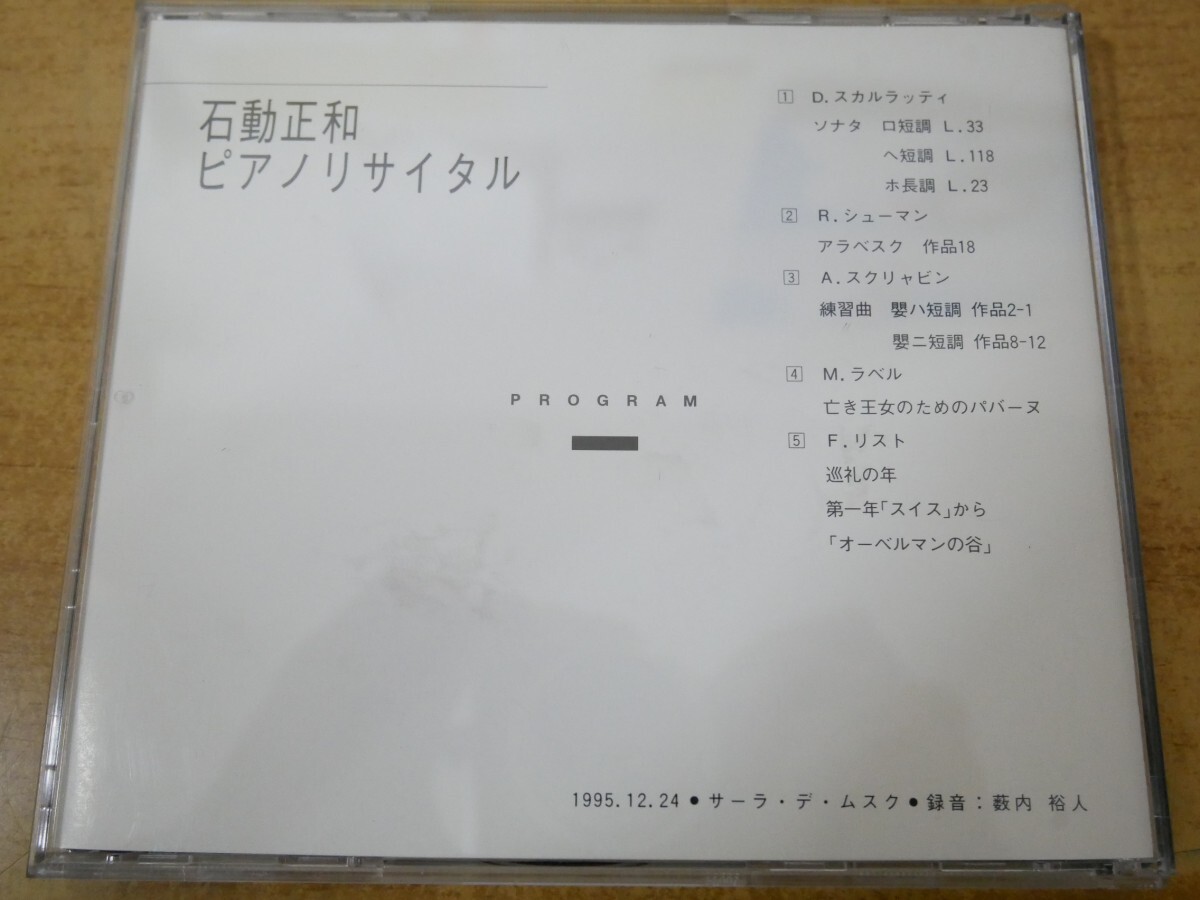 石動正和
ピアノリサイタル
PROGRAM
1 D.スカルラッティ
ソナタ ロ短調 L.33
ヘ短調 L.118
ホ長調 L.23
2 R.シューマン
アラベスク 作品18
3 A.スクリャビン
練習曲 嬰ハ短調 作品2-1
嬰ニ短調 作品8-12
4 M.ラベル
亡き王女のためのパバーヌ
5 F.リスト
巡礼の年
第一年「スイス」から
「オーベルマンの谷」
1995.12.24●サーラ・デ・ムスク●録音:薮内 裕人